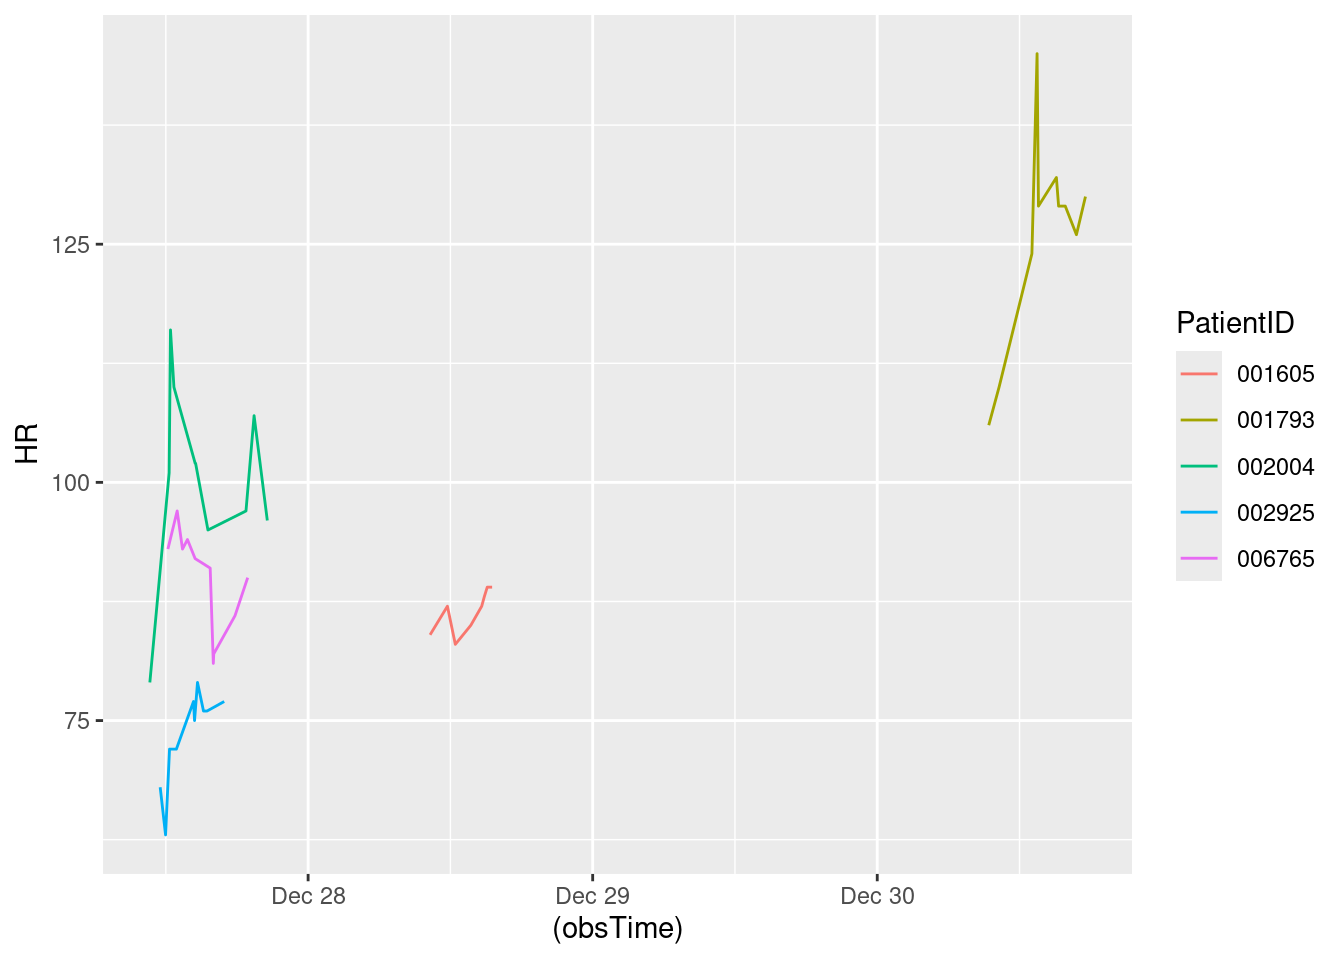 HR
125
100
75
Dec 28
Dec 29
Dec 30
(obsTime)
PatientID
001605
001793
002004
002925
006765